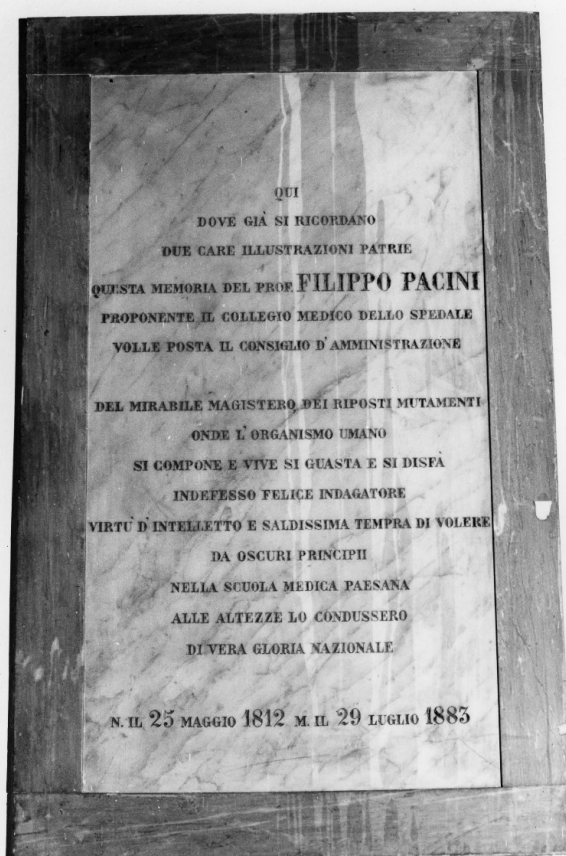 QUI
DOVE GIÀ SI RICORDANO
DUE CARE ILLUSTRAZIONI PATRIE
QUESTA MEMORIA DEL PROF. FILIPPO PACINI
PROPONENTE IL COLLEGIO MEDICO DELLO SPEDALE
VOLLE POSTA IL CONSIGLIO D'AMMINISTRAZIONE
DEL MIRABILE MAGISTERO DEI RIPOSTI MUTAMENTI
ONDE L'ORGANISMO UMANO
SI COMPONE E VIVE SI GUASTA E SI DISFÀ
INDEFESSO FELICE INDAGATORE
VIRTÙ D'INTELLETTO E SALDISSIMA TEMPRA DI VOLERE
DA OSCURI PRINCIPII
NELLA SCUOLA MEDICA PAESANA
ALLE ALTEZZE LO CONDUSSERO
DI VERA GLORIA NAZIONALE
N. IL 25 MAGGIO 1812 M. IL 29 LUGLIO 1883